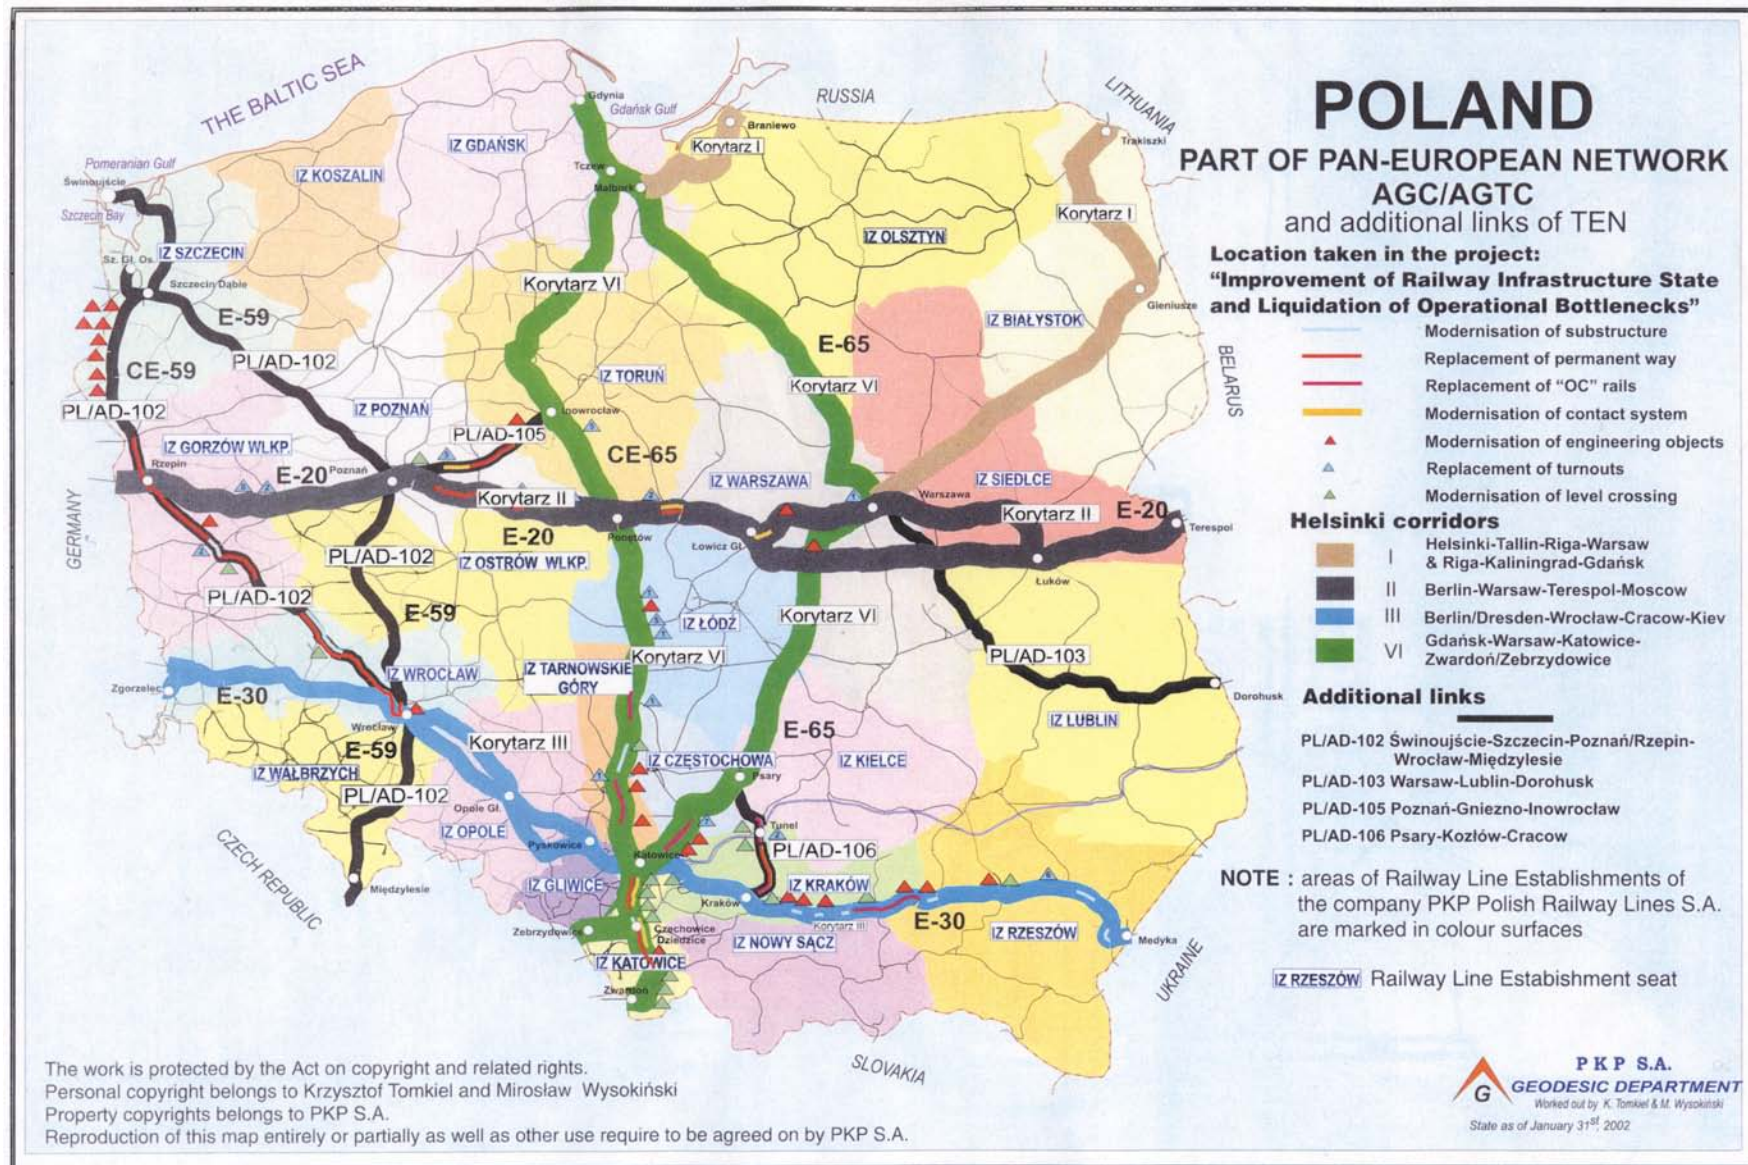 POLAND
PART OF PAN-EUROPEAN NETWORK
AGC/AGTC
and additional links of TEN
Location taken in the project:
“Improvement of Railway Infrastructure State
and Liquidation of Operational Bottlenecks”
Modernisation of substructure
Replacement of permanent way
Replacement of “OC” rails
Modernisation of contact system
Modernisation of engineering objects
Replacement of turnouts
Modernisation of level crossing
Helsinki corridors
I Helsinki-Tallin-Riga-Warsaw
& Riga-Kaliningrad-Gdańsk
II Berlin-Warsaw-Terespol-Moscow
III Berlin/Dresden-Wrocław-Cracow-Kiev
VI Gdańsk-Warsaw-Katowice-
Zwardoń/Zebrzydowice
Additional links
PL/AD-102 Świnoujście-Szczecin-Poznań/Rzepin-
Wrocław-Międzylesie
PL/AD-103 Warsaw-Lublin-Dorohusk
PL/AD-105 Poznań-Gniezno-Inowrocław
PL/AD-106 Psary-Kozłów-Cracow
NOTE : areas of Railway Line Establishments of
the company PKP Polish Railway Lines S.A.
are marked in colour surfaces
IZ RZESZÓW Railway Line Estabishment seat
G
PKP S.A.
GEODESIC DEPARTMENT
Worked out by K. Tomkiel & M. Wysokiński
State as of January 31st, 2002
THE BALTIC SEA
Pomeranian Gulf
Świnoujście
Szczecin Bay
Gdynia
Gdańsk Gulf
RUSSIA
LITHUANIA
Braniewo
Korytarz I
Trakiszki
IZ GDAŃSK
IZ KOSZALIN
Tczew
Malbork
Korytarz I
IZ OLSZTYN
IZ SZCZECIN
Sz. Gł. Os.
Szczecin Dąbie
Korytarz VI
Gieniusze
E-59
IZ BIAŁYSTOK
E-65
PL/AD-102
CE-59
IZ TORUŃ
Korytarz VI
BELARUS
PL/AD-102
IZ POZNAŃ
Inowrocław
PL/AD-105
IZ GORZÓW WLKP.
CE-65
Rzepin
E-20
Poznań
Korytarz II
IZ WARSZAWA
IZ SIEDLCE
Warszawa
Korytarz II
E-20
Terespol
GERMANY
E-20
Łowicz Gł.
IZ OSTRÓW WLKP.
Łuków
PL/AD-102
PL/AD-102
E-59
IZ ŁÓDŹ
Korytarz VI
Korytarz VI
PL/AD-103
IZ TARNOWSKIE
GÓRY
IZ WROCŁAW
Zgorzelec
E-30
Dorohusk
IZ LUBLIN
Wrocław
Korytarz III
E-59
E-65
IZ WAŁBRZYCH
IZ CZĘSTOCHOWA
IZ KIELCE
Psary
PL/AD-102
Opole Gł.
IZ OPOLE
Tunel
Pyskowice
Katowice
PL/AD-106
CZECH REPUBLIC
Międzylesie
IZ GLIWICE
IZ KRAKÓW
Kraków
Korytarz III
E-30
IZ RZESZÓW
Medyka
Zebrzydowice
Czechowice
Dziedzice
IZ NOWY SĄCZ
IZ KATOWICE
Zwardoń
UKRAINE
SLOVAKIA
The work is protected by the Act on copyright and related rights.
Personal copyright belongs to Krzysztof Tomkiel and Mirosław Wysokiński
Property copyrights belongs to PKP S.A.
Reproduction of this map entirely or partially as well as other use require to be agreed on by PKP S.A.